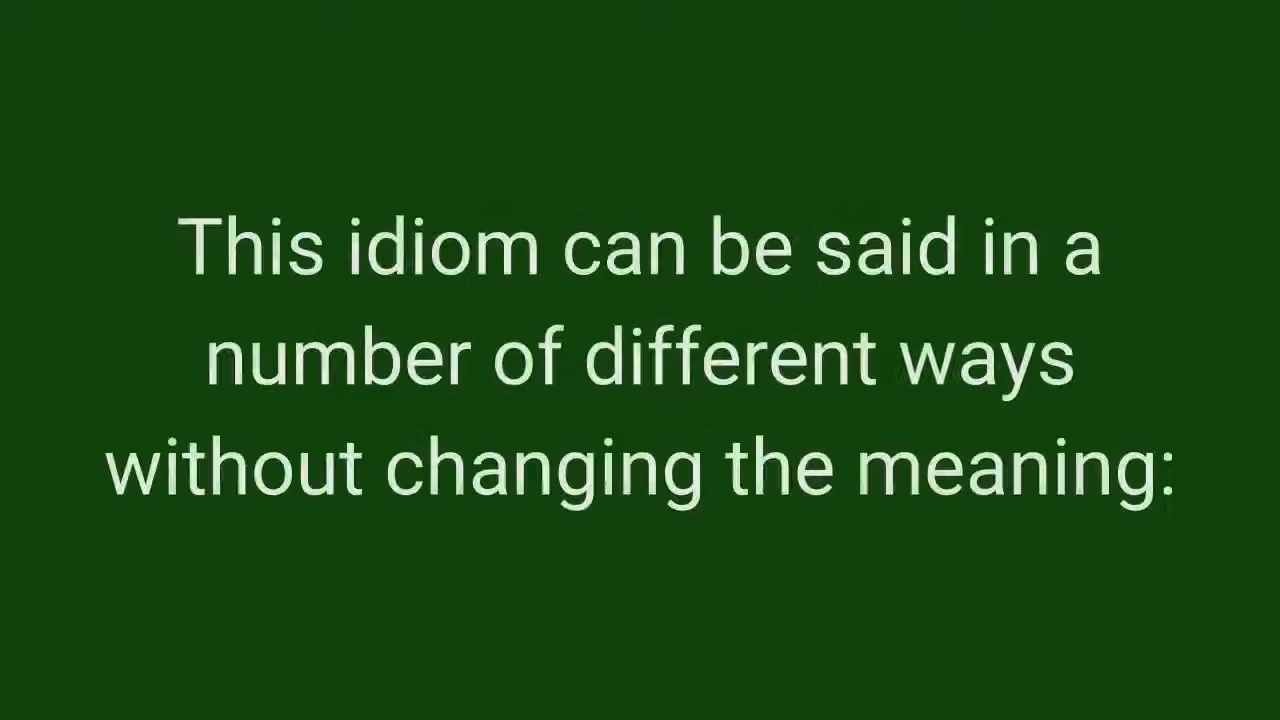 This idiom can be said in a
number of different ways
without changing the meaning: